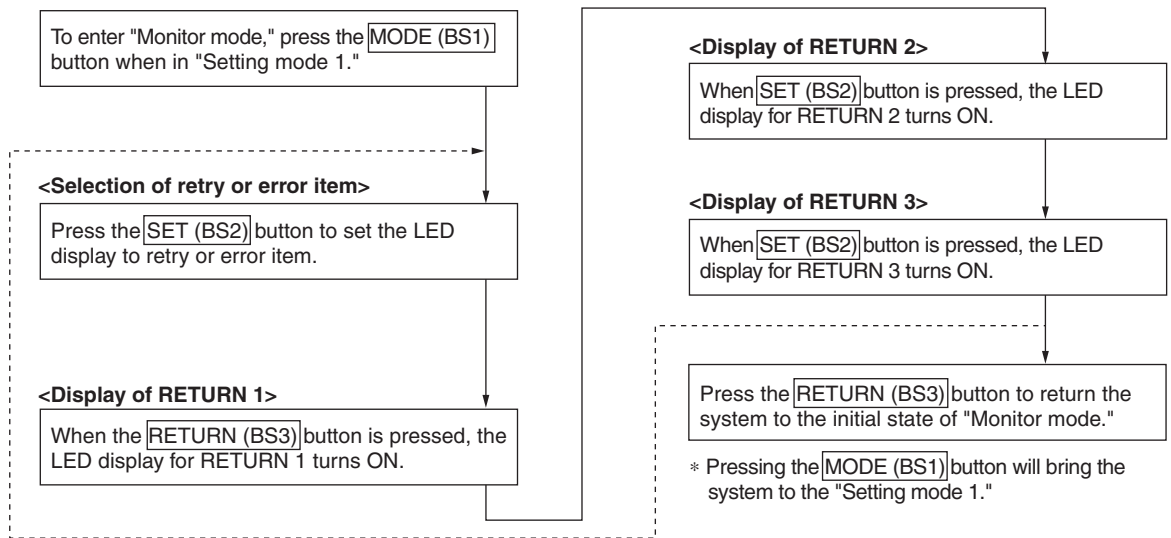 To enter "Monitor mode," press the MODE (BS1)
button when in "Setting mode 1."
<Selection of retry or error item>
Press the SET (BS2) button to set the LED
display to retry or error item.
<Display of RETURN 1>
When the RETURN (BS3) button is pressed, the
LED display for RETURN 1 turns ON.
<Display of RETURN 2>
When SET (BS2) button is pressed, the LED
display for RETURN 2 turns ON.
<Display of RETURN 3>
When SET (BS2) button is pressed, the LED
display for RETURN 3 turns ON.
Press the RETURN (BS3) button to return the
system to the initial state of "Monitor mode."
* Pressing the MODE (BS1) button will bring the
system to the "Setting mode 1."